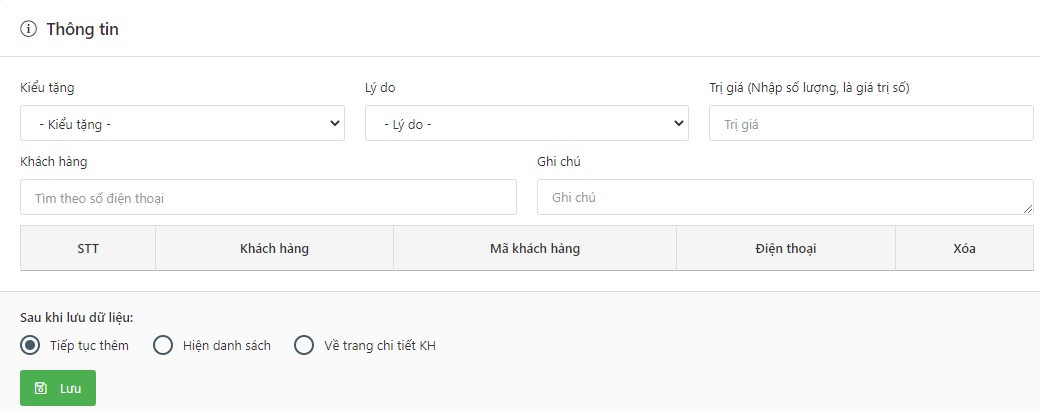 Thông tin
Kiểu tặng Lý do Trị giá (Nhập số lượng, là giá trị số)
- Kiểu tặng - - Lý do - Trị giá
Khách hàng Ghi chú
Tìm theo số điện thoại Ghi chú
STT Khách hàng Mã khách hàng Điện thoại Xóa
Sau khi lưu dữ liệu:
Tiếp tục thêm Hiện danh sách Về trang chi tiết KH
Lưu